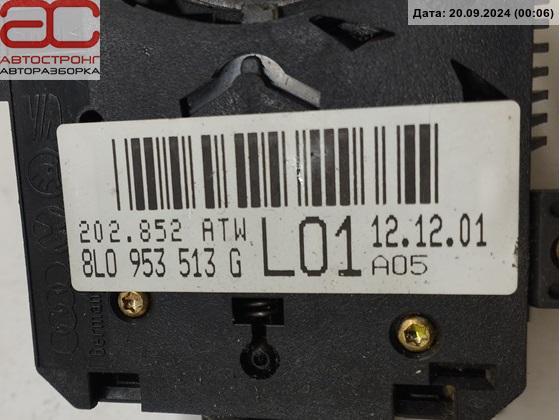 Дата: 20.09.2024 (00:06)
АВТОСТРОНГ
АВТОРАЗБОРКА
202.852 ATW
8L0 953 513 G
L01
12.12.01
A05
German